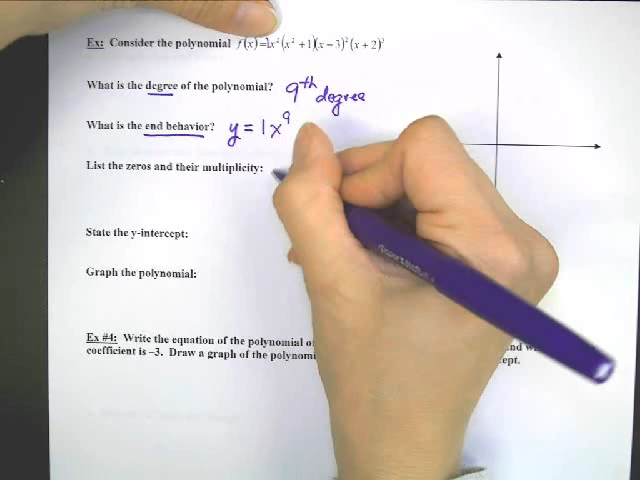 Ex: Consider the polynomial f(x)=1x²(x²+1)(x−3)²(x+2)³
What is the degree of the polynomial? 9th degree
What is the end behavior? y = 1x⁹
List the zeros and their multiplicity:
State the y-intercept:
Graph the polynomial:
Ex #4: Write the equation of the polynomial of
coefficient is –3. Draw a graph of the polynomi